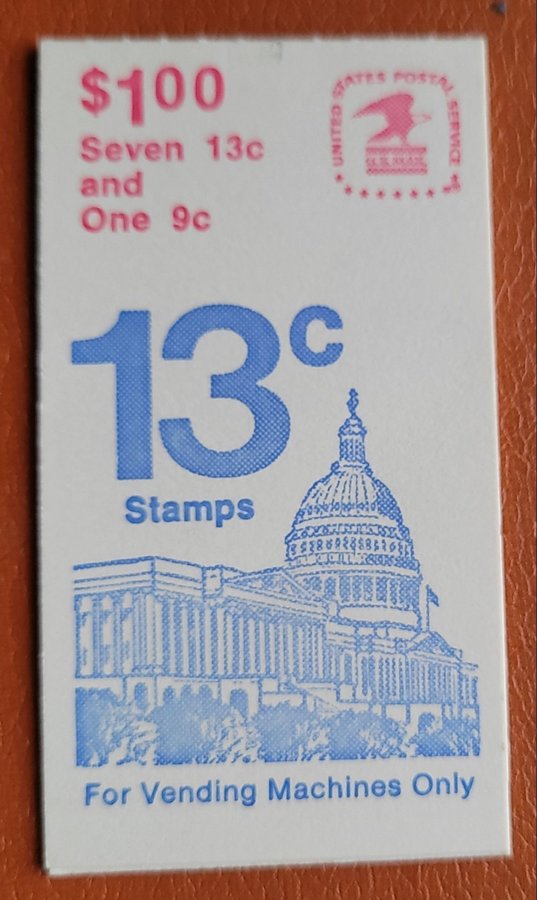 $1.00
Seven 13c
and
One 9c
UNITED STATES POSTAL SERVICE
U.S. MAIL
13c
Stamps
For Vending Machines Only